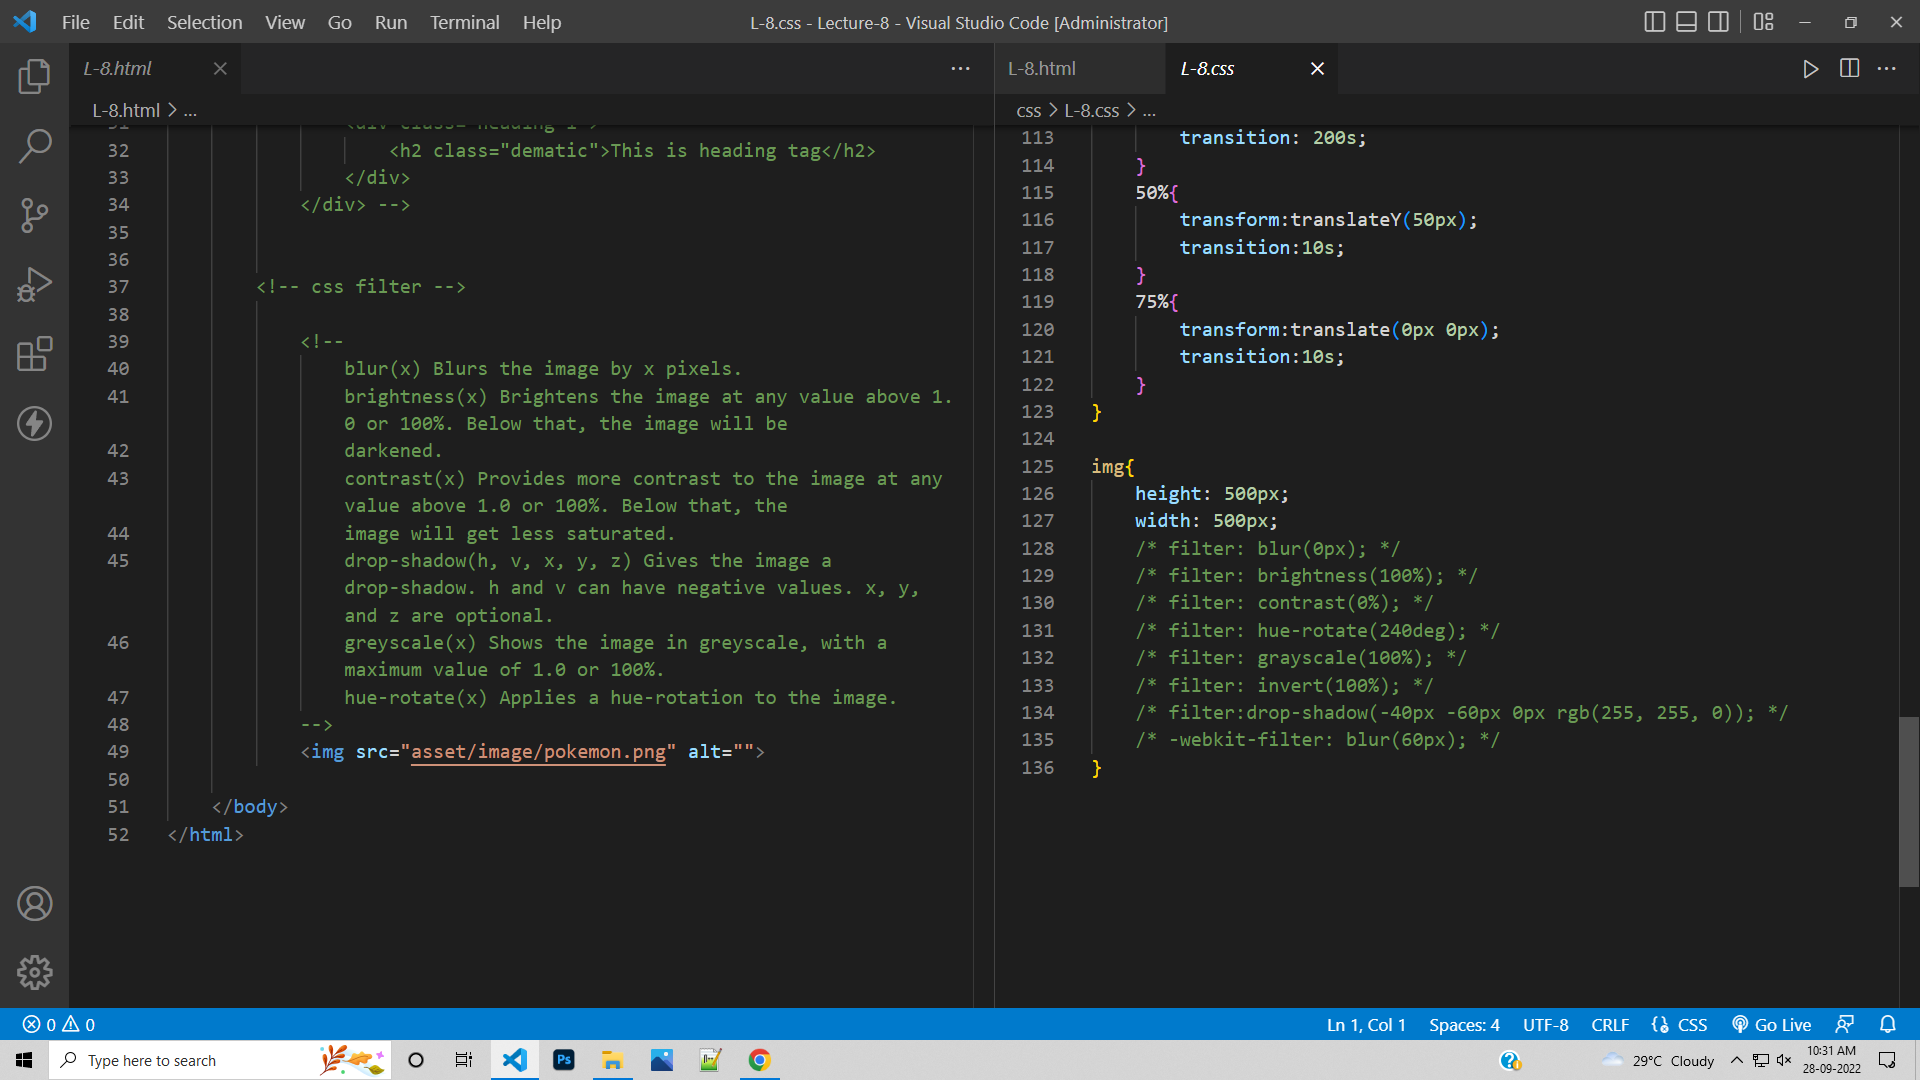 File Edit Selection View Go Run Terminal Help L-8.css - Lecture-8 - Visual Studio Code [Administrator]
L-8.html
L-8.html > ...
31 <div class="heading-1">
32 <h2 class="dematic">This is heading tag</h2>
33 </div>
34 </div> -->
35
36
37 <!-- css filter -->
38
39 <!--
40 blur(x) Blurs the image by x pixels.
41 brightness(x) Brightens the image at any value above 1.
0 or 100%. Below that, the image will be
42 darkened.
43 contrast(x) Provides more contrast to the image at any
value above 1.0 or 100%. Below that, the
44 image will get less saturated.
45 drop-shadow(h, v, x, y, z) Gives the image a
drop-shadow. h and v can have negative values. x, y,
and z are optional.
46 greyscale(x) Shows the image in greyscale, with a
maximum value of 1.0 or 100%.
47 hue-rotate(x) Applies a hue-rotation to the image.
48 -->
49 <img src="asset/image/pokemon.png" alt="">
50
51 </body>
52 </html>
L-8.html L-8.css
css > L-8.css > ...
113 transition: 200s;
114 }
115 50%{
116 transform:translateY(50px);
117 transition:10s;
118 }
119 75%{
120 transform:translate(0px 0px);
121 transition:10s;
122 }
123 }
124
125 img{
126 height: 500px;
127 width: 500px;
128 /* filter: blur(0px); */
129 /* filter: brightness(100%); */
130 /* filter: contrast(0%); */
131 /* filter: hue-rotate(240deg); */
132 /* filter: grayscale(100%); */
133 /* filter: invert(100%); */
134 /* filter:drop-shadow(-40px -60px 0px rgb(255, 255, 0)); */
135 /* -webkit-filter: blur(60px); */
136 }
0 0 Ln 1, Col 1 Spaces: 4 UTF-8 CRLF {} CSS Go Live
Type here to search Ps 29°C Cloudy 10:31 AM
28-09-2022